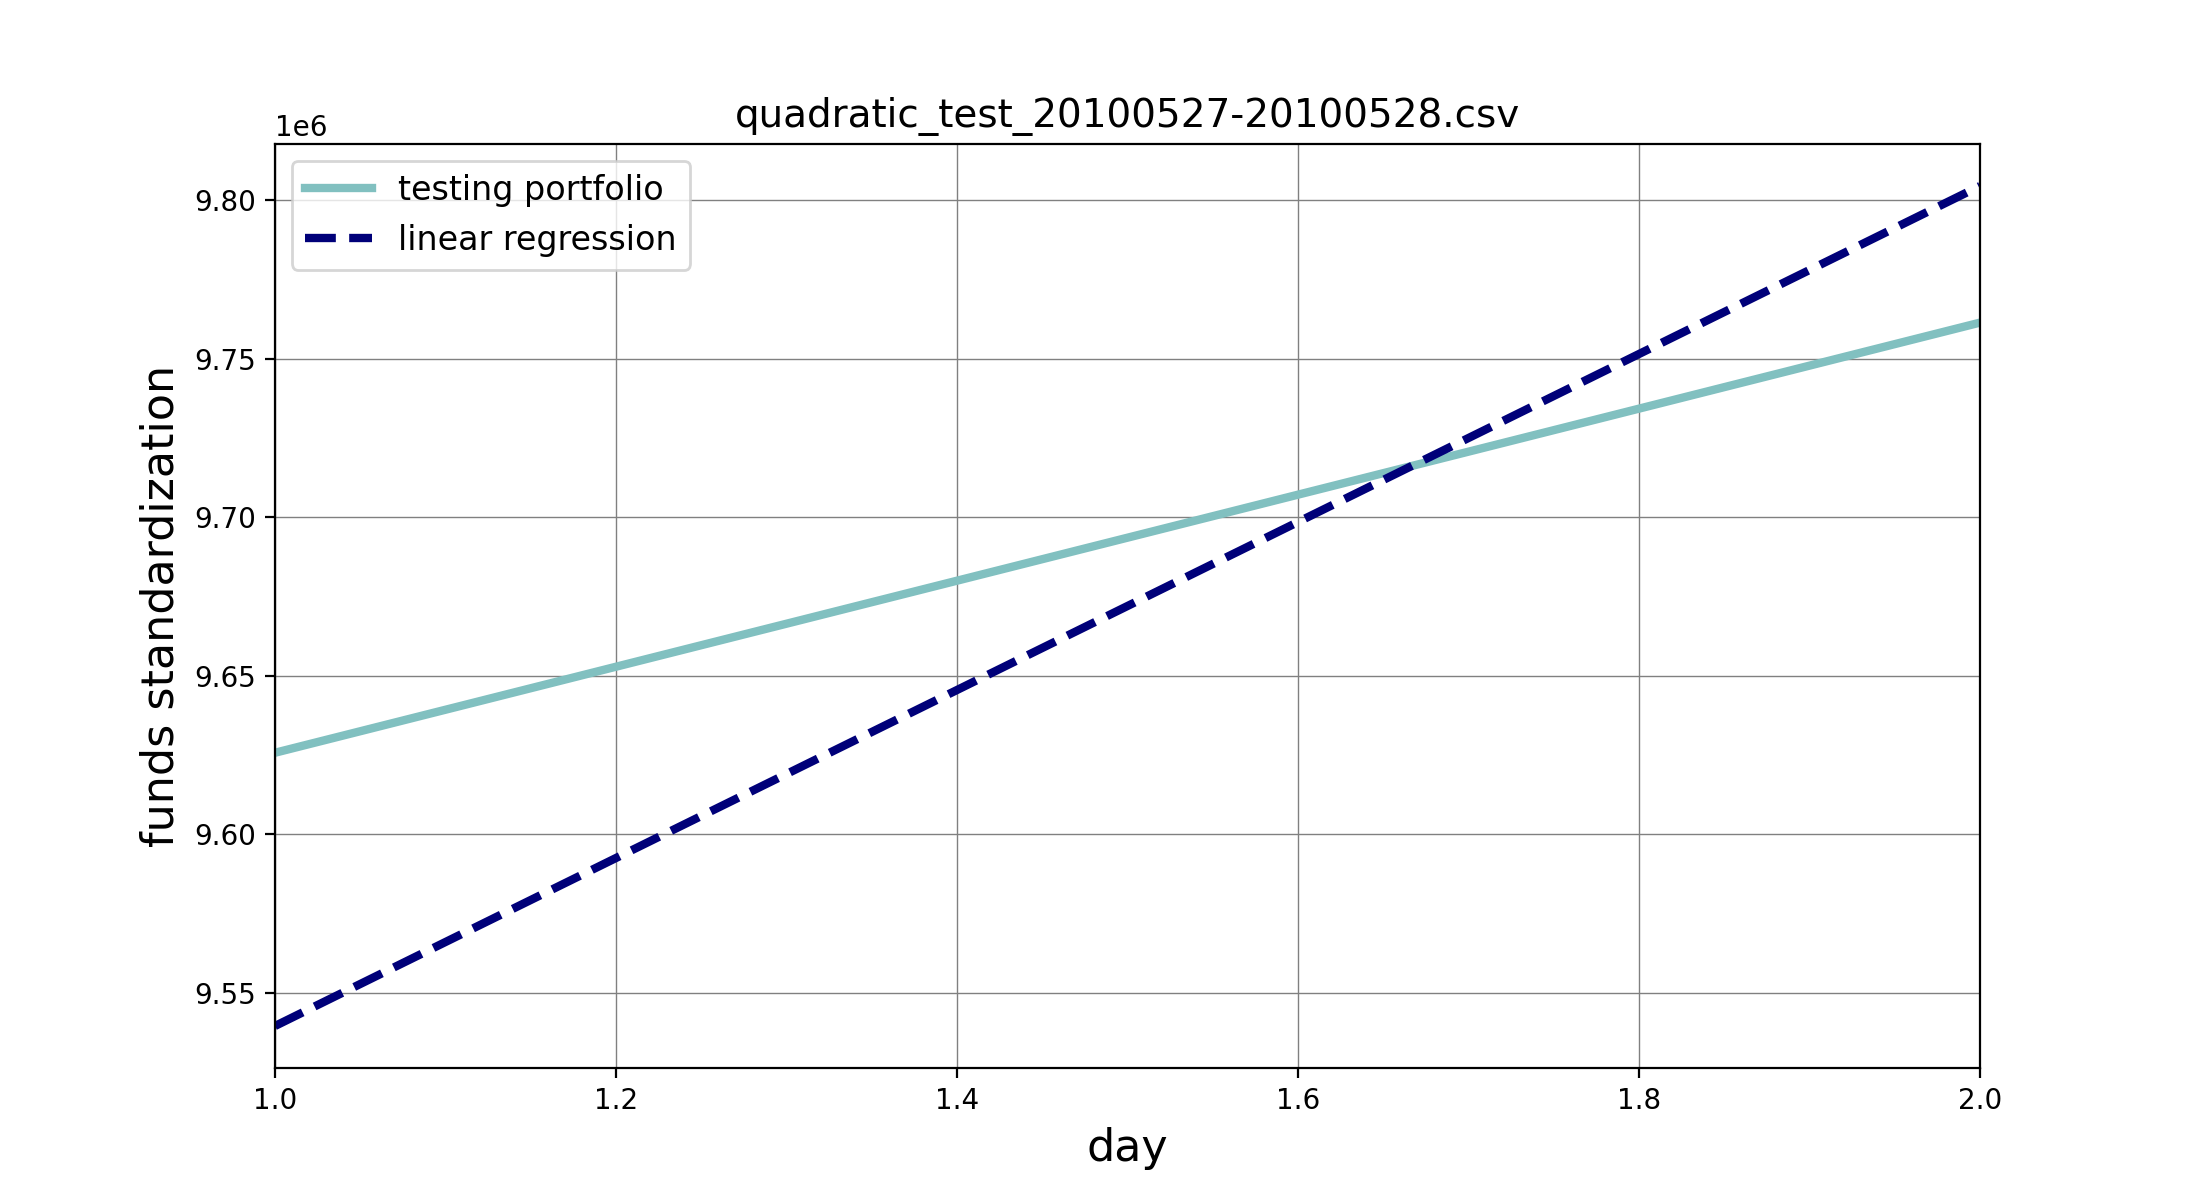 quadratic_test_20100527-20100528.csv
1e6
testing portfolio
linear regression
funds standardization
9.80
9.75
9.70
9.65
9.60
9.55
1.0 1.2 1.4 1.6 1.8 2.0
day